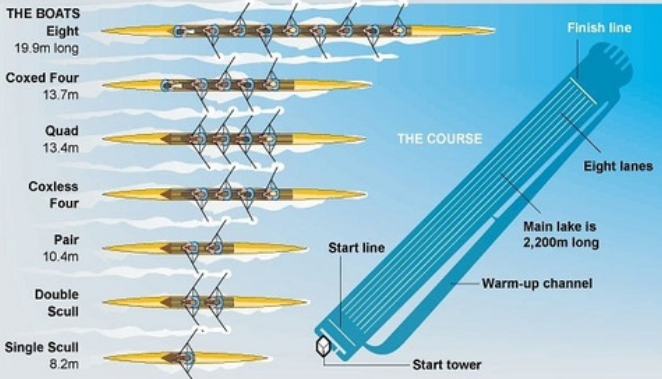 THE BOATS
Eight
19.9m long
Coxed Four
13.7m
Quad
13.4m
Coxless
Four
Pair
10.4m
Double
Scull
Single Scull
8.2m
THE COURSE
Finish line
Eight lanes
Main lake is
2,200m long
Start line
Warm-up channel
Start tower